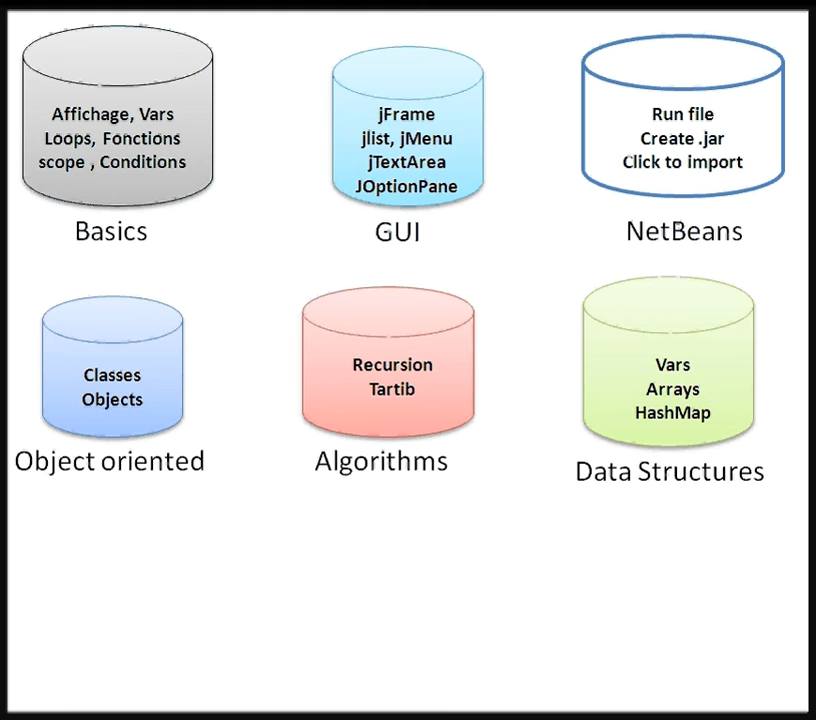 Affichage, Vars
Loops, Fonctions
scope , Conditions
Basics
jFrame
jlist, jMenu
jTextArea
JOptionPane
GUI
Run file
Create .jar
Click to import
NetBeans
Classes
Objects
Object oriented
Recursion
Tartib
Algorithms
Vars
Arrays
HashMap
Data Structures